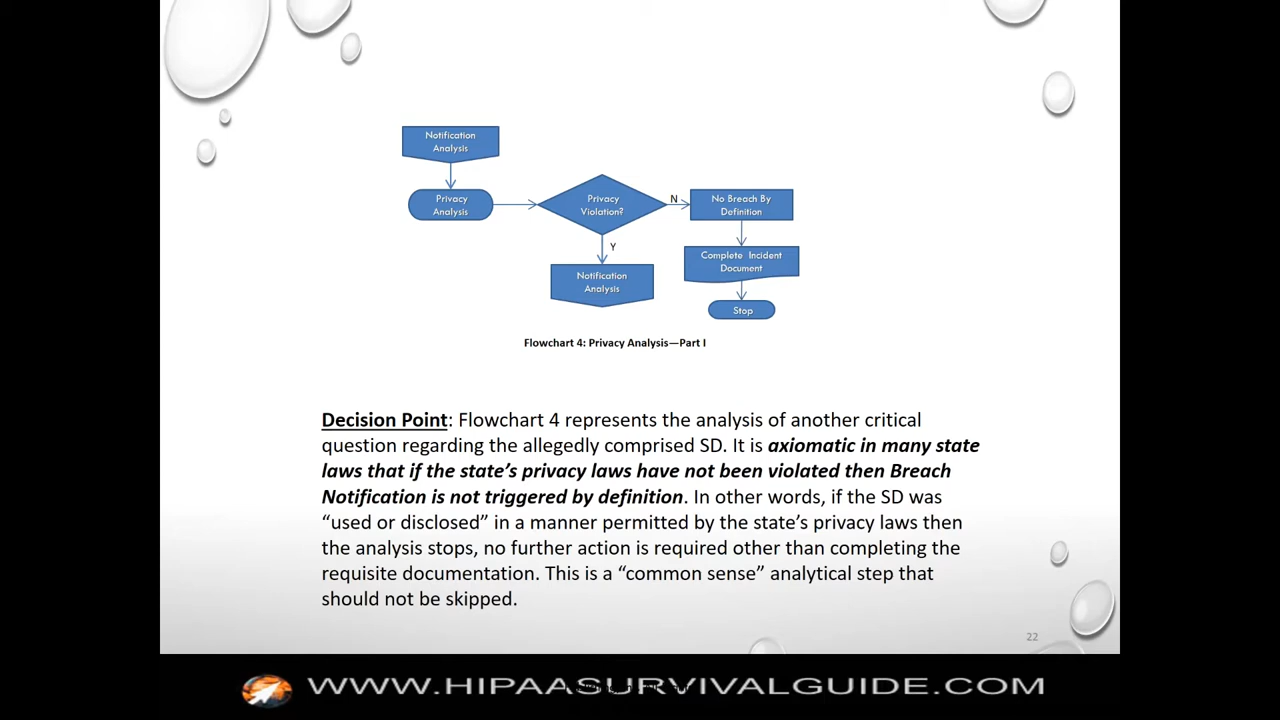 Notification
Analysis
Privacy
Analysis
Privacy
Violation?
N
No Breach By
Definition
Y
Notification
Analysis
Complete Incident
Document
Stop
Flowchart 4: Privacy Analysis—Part I
Decision Point: Flowchart 4 represents the analysis of another critical
question regarding the allegedly comprised SD. It is axiomatic in many state
laws that if the state’s privacy laws have not been violated then Breach
Notification is not triggered by definition. In other words, if the SD was
“used or disclosed” in a manner permitted by the state’s privacy laws then
the analysis stops, no further action is required other than completing the
requisite documentation. This is a “common sense” analytical step that
should not be skipped.
22
WWW.HIPAASURVIVALGUIDE.COM